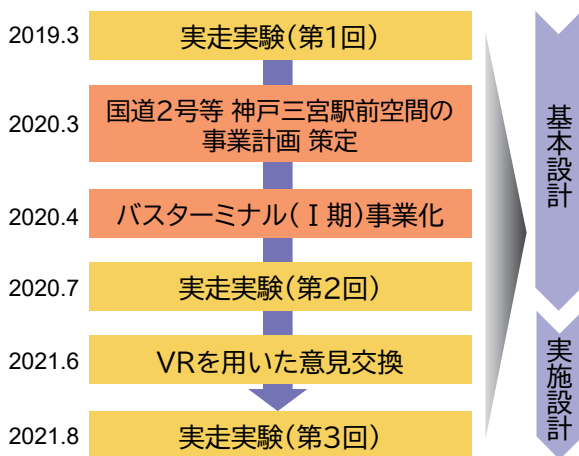 2019.3
実走実験(第1回)
2020.3
国道2号等 神戸三宮駅前空間の
事業計画 策定
2020.4
バスターミナル(Ⅰ期)事業化
2020.7
実走実験(第2回)
2021.6
VRを用いた意見交換
2021.8
実走実験(第3回)
基本設計
実施設計